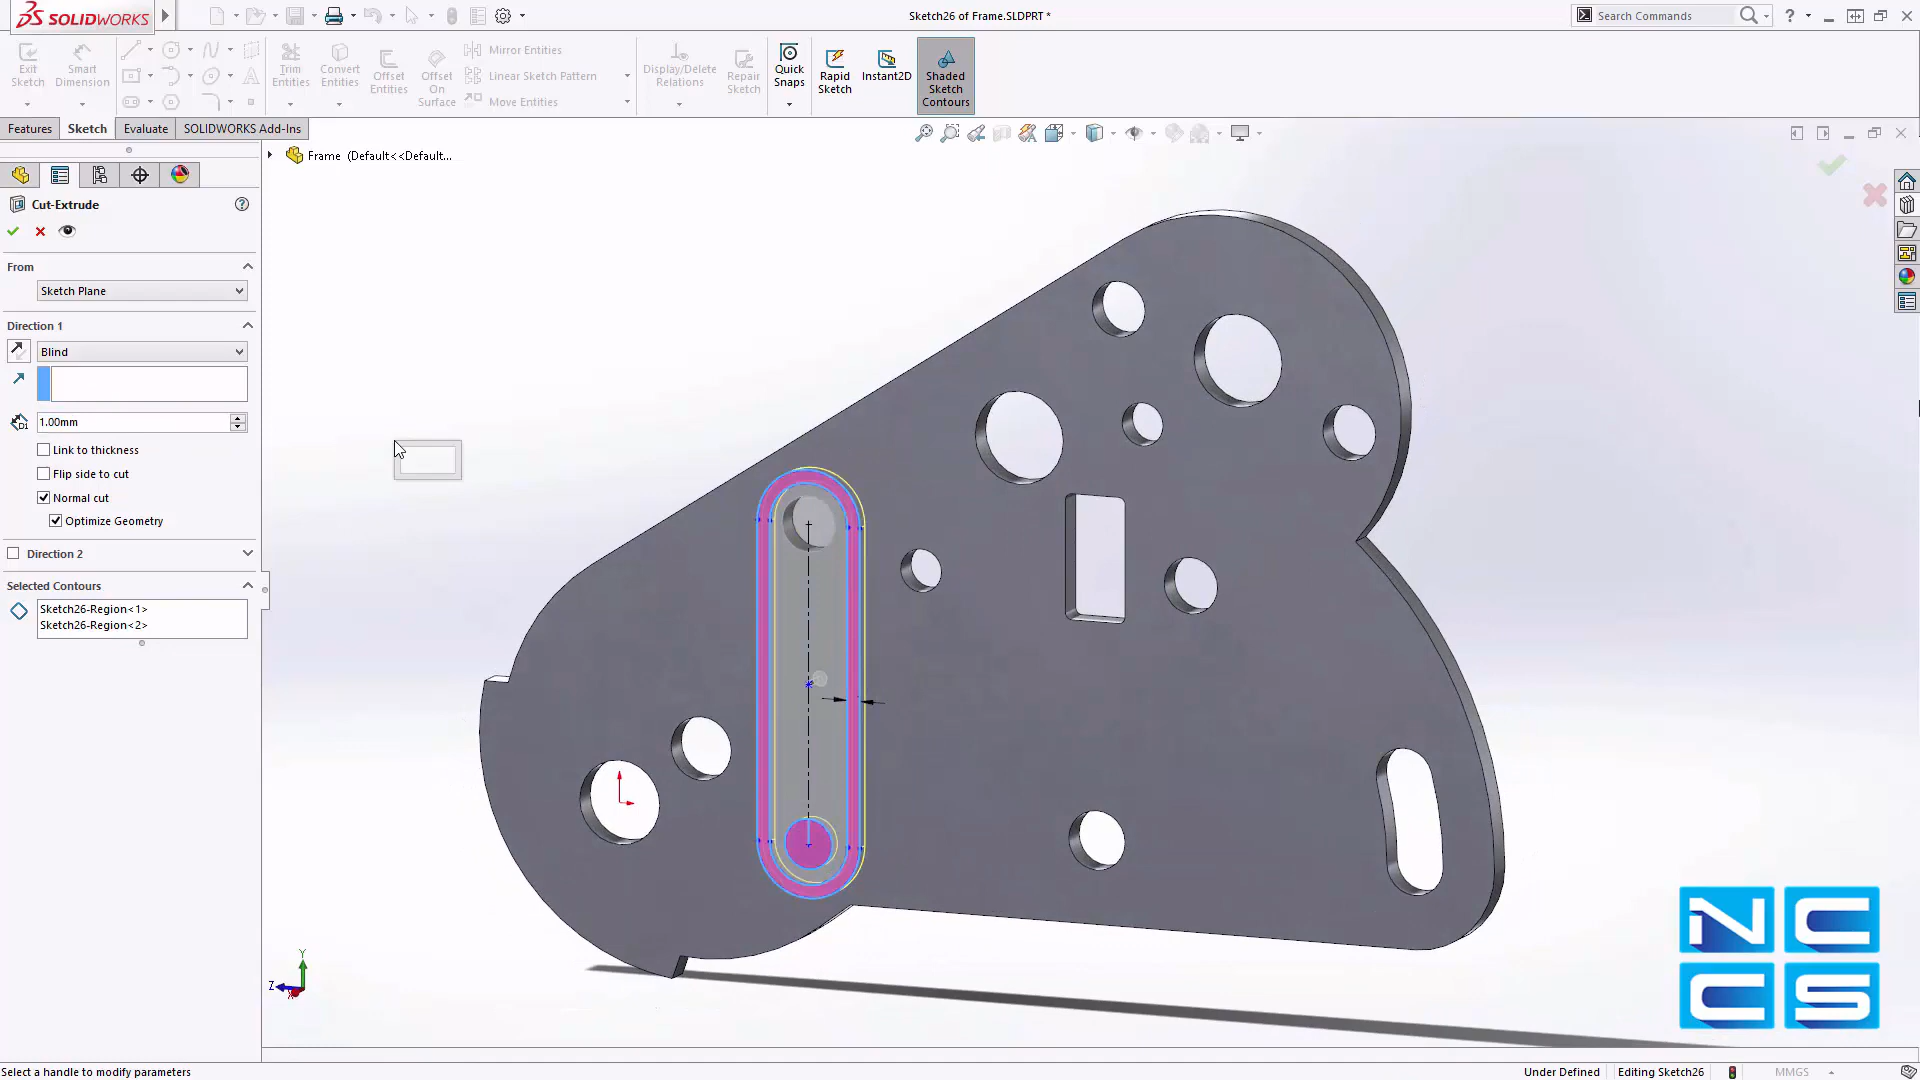 SOLIDWORKS
Sketch26 of Frame.SLDPRT *
Search Commands
?
Exit Sketch
Smart Dimension
Trim Entities
Convert Entities
Offset Entities
Offset On Surface
Mirror Entities
Linear Sketch Pattern
Move Entities
Display/Delete Relations
Repair Sketch
Quick Snaps
Rapid Sketch
Instant2D
Shaded Sketch Contours
Features
Sketch
Evaluate
SOLIDWORKS Add-Ins
Frame (Default<<Default...
Cut-Extrude
?
From
Sketch Plane
Direction 1
Blind
D1
1.00mm
Link to thickness
Flip side to cut
Normal cut
Optimize Geometry
Direction 2
Selected Contours
Sketch26-Region<1>
Sketch26-Region<2>
Y
Z
X
NC
CS
Select a handle to modify parameters
Under Defined
Editing Sketch26
MMGS